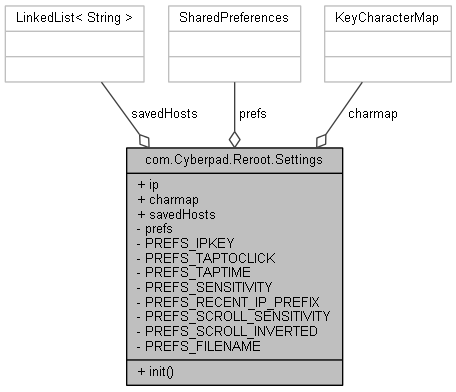 LinkedList< String >
SharedPreferences
KeyCharacterMap
savedHosts
prefs
charmap
com.Cyberpad.Reroot.Settings
+ ip
+ charmap
+ savedHosts
- prefs
- PREFS_IPKEY
- PREFS_TAPTOCLICK
- PREFS_TAPTIME
- PREFS_SENSITIVITY
- PREFS_RECENT_IP_PREFIX
- PREFS_SCROLL_SENSITIVITY
- PREFS_SCROLL_INVERTED
- PREFS_FILENAME
+ init()